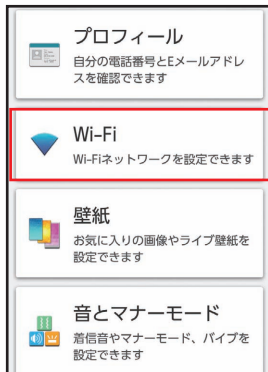 プロフィール
自分の電話番号とEメールアドレ
スを確認できます
Wi-Fi
Wi-Fiネットワークを設定できます
壁紙
お気に入りの画像やライブ壁紙を
設定できます
音とマナーモード
着信音やマナーモード、バイブを
設定できます